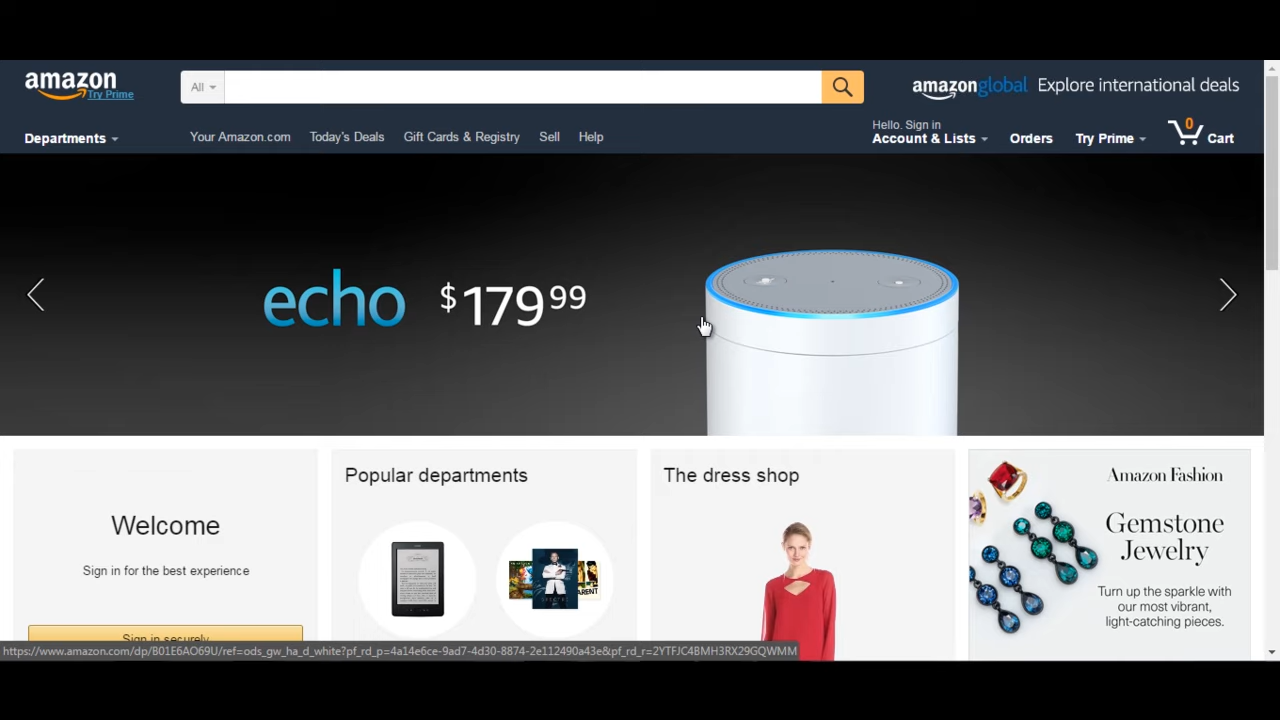 amazon
Try Prime
All
amazonglobal Explore international deals
Departments
Your Amazon.com
Today's Deals
Gift Cards & Registry
Sell
Help
Hello. Sign in
Account & Lists
Orders
Try Prime
0
Cart
echo $179 99
Welcome
Sign in for the best experience
Sign in securely
Popular departments
The dress shop
Amazon Fashion
Gemstone
Jewelry
Turn up the sparkle with
our most vibrant,
light-catching pieces.
https://www.amazon.com/dp/B01E6AO69U/ref=ods_gw_ha_d_white?pf_rd_p=4a14e6ce-9ad7-4d30-8874-2e112490a43e&pf_rd_r=2YTFJC4BMH3RX29GQWMM